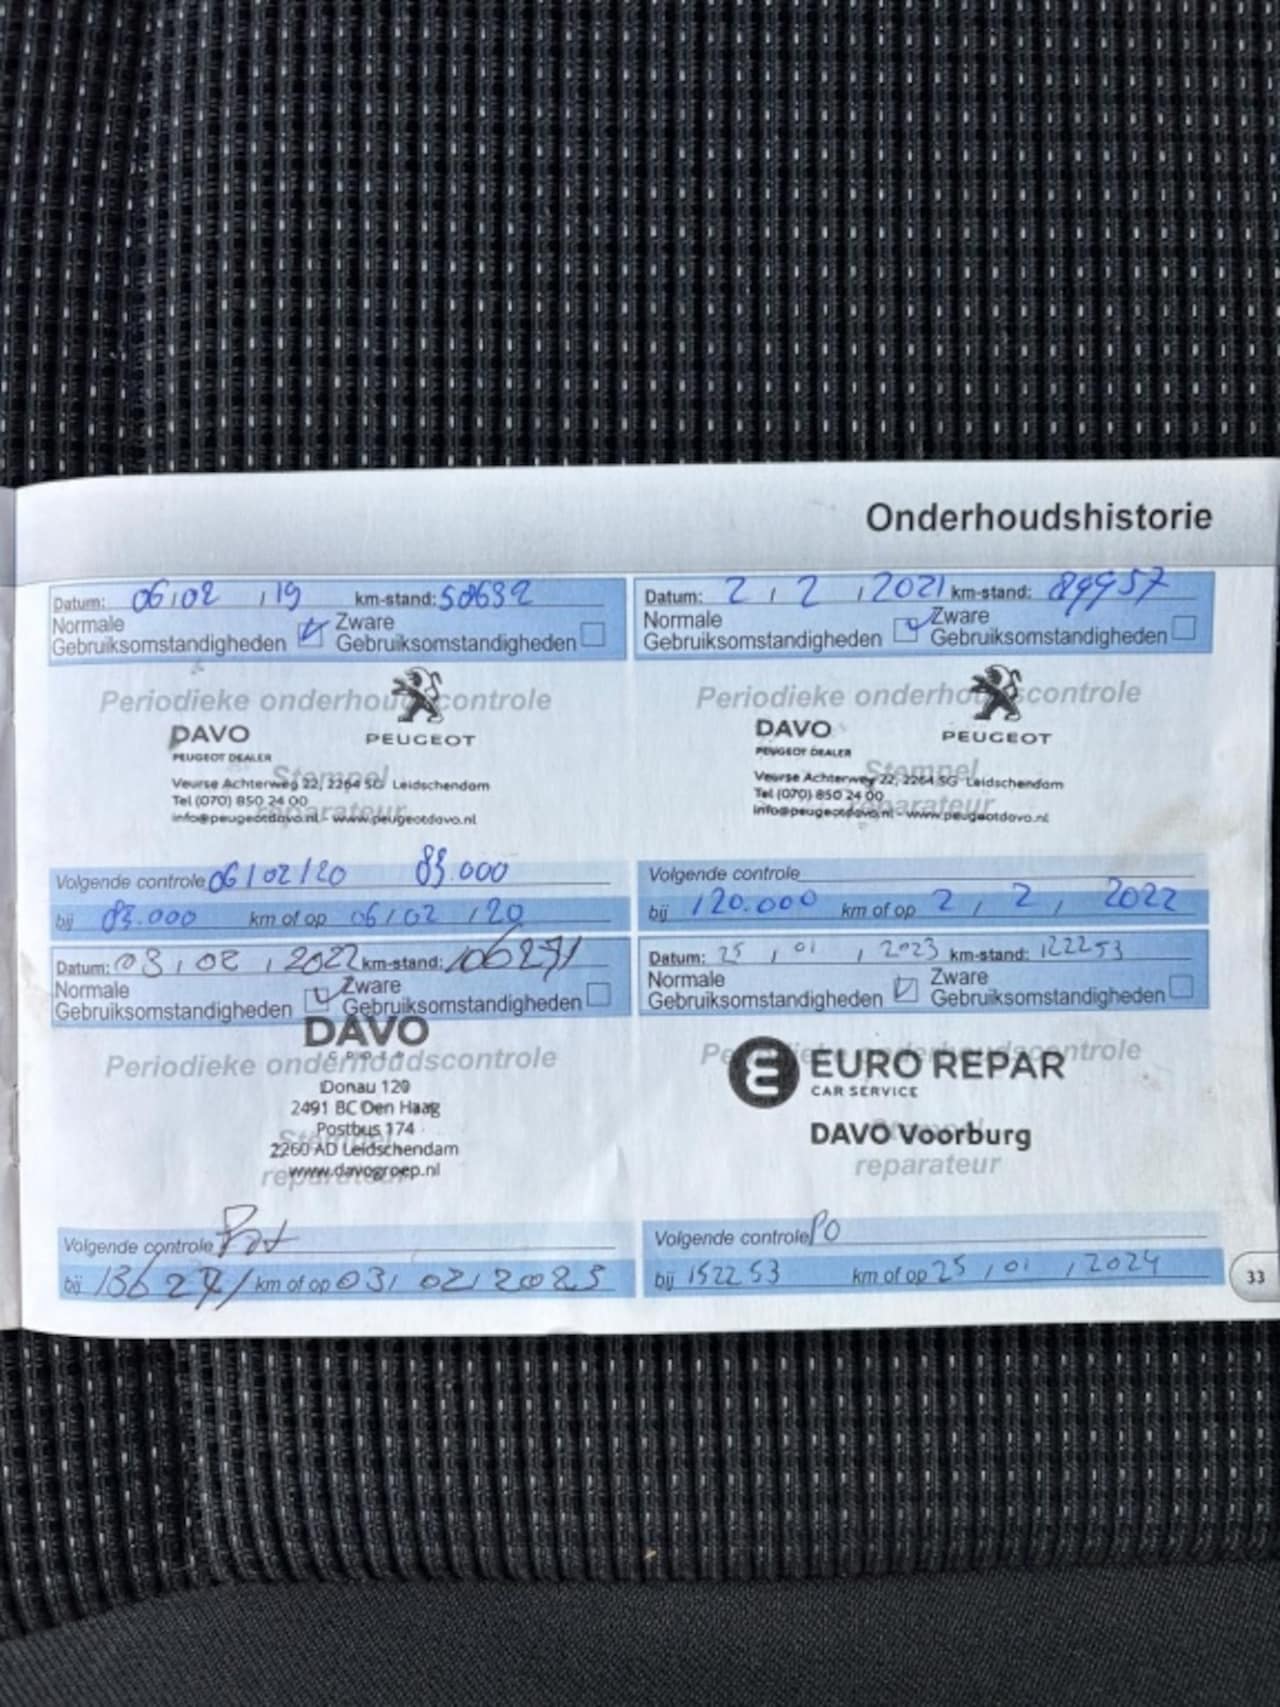 Onderhoudshistorie
Datum: 06/02/19 km-stand: 50632
Normale Gebruiksomstandigheden Zware Gebruiksomstandigheden
Periodieke onderhoudscontrole
DAVO
PEUGEOT DEALER
PEUGEOT
Stempel
Veurse Achterweg 22, 2264 SG Leidschendam
Tel (070) 850 24 00
reparateur
info@peugeotdavo.nl - www.peugeotdavo.nl
Volgende controle 06/02/20 83.000
bij 83.000 km of op 06/02/20
Datum: 2/2/2021 km-stand: 89957
Normale Gebruiksomstandigheden Zware Gebruiksomstandigheden
Periodieke onderhoudscontrole
DAVO
PEUGEOT DEALER
PEUGEOT
Stempel
Veurse Achterweg 22, 2264 SG Leidschendam
Tel (070) 850 24 00
reparateur
info@peugeotdavo.nl - www.peugeotdavo.nl
Volgende controle
bij 120.000 km of op 2/2/2022
Datum: 03/02/2022 km-stand: 106271
Normale Gebruiksomstandigheden Zware Gebruiksomstandigheden
DAVO
Periodieke onderhoudscontrole
Donau 120
2491 BC Den Haag
Postbus 174
Stempel
2260 AD Leidschendam
www.davogroep.nl
reparateur
Volgende controle
bij 136271 km of op 03/02/2023
Datum: 25/01/2023 km-stand: 122253
Normale Gebruiksomstandigheden Zware Gebruiksomstandigheden
Periodieke onderhoudscontrole
EURO REPAR
CAR SERVICE
Stempel
DAVO Voorburg
reparateur
Volgende controle PO
bij 152253 km of op 25/01/2024
33